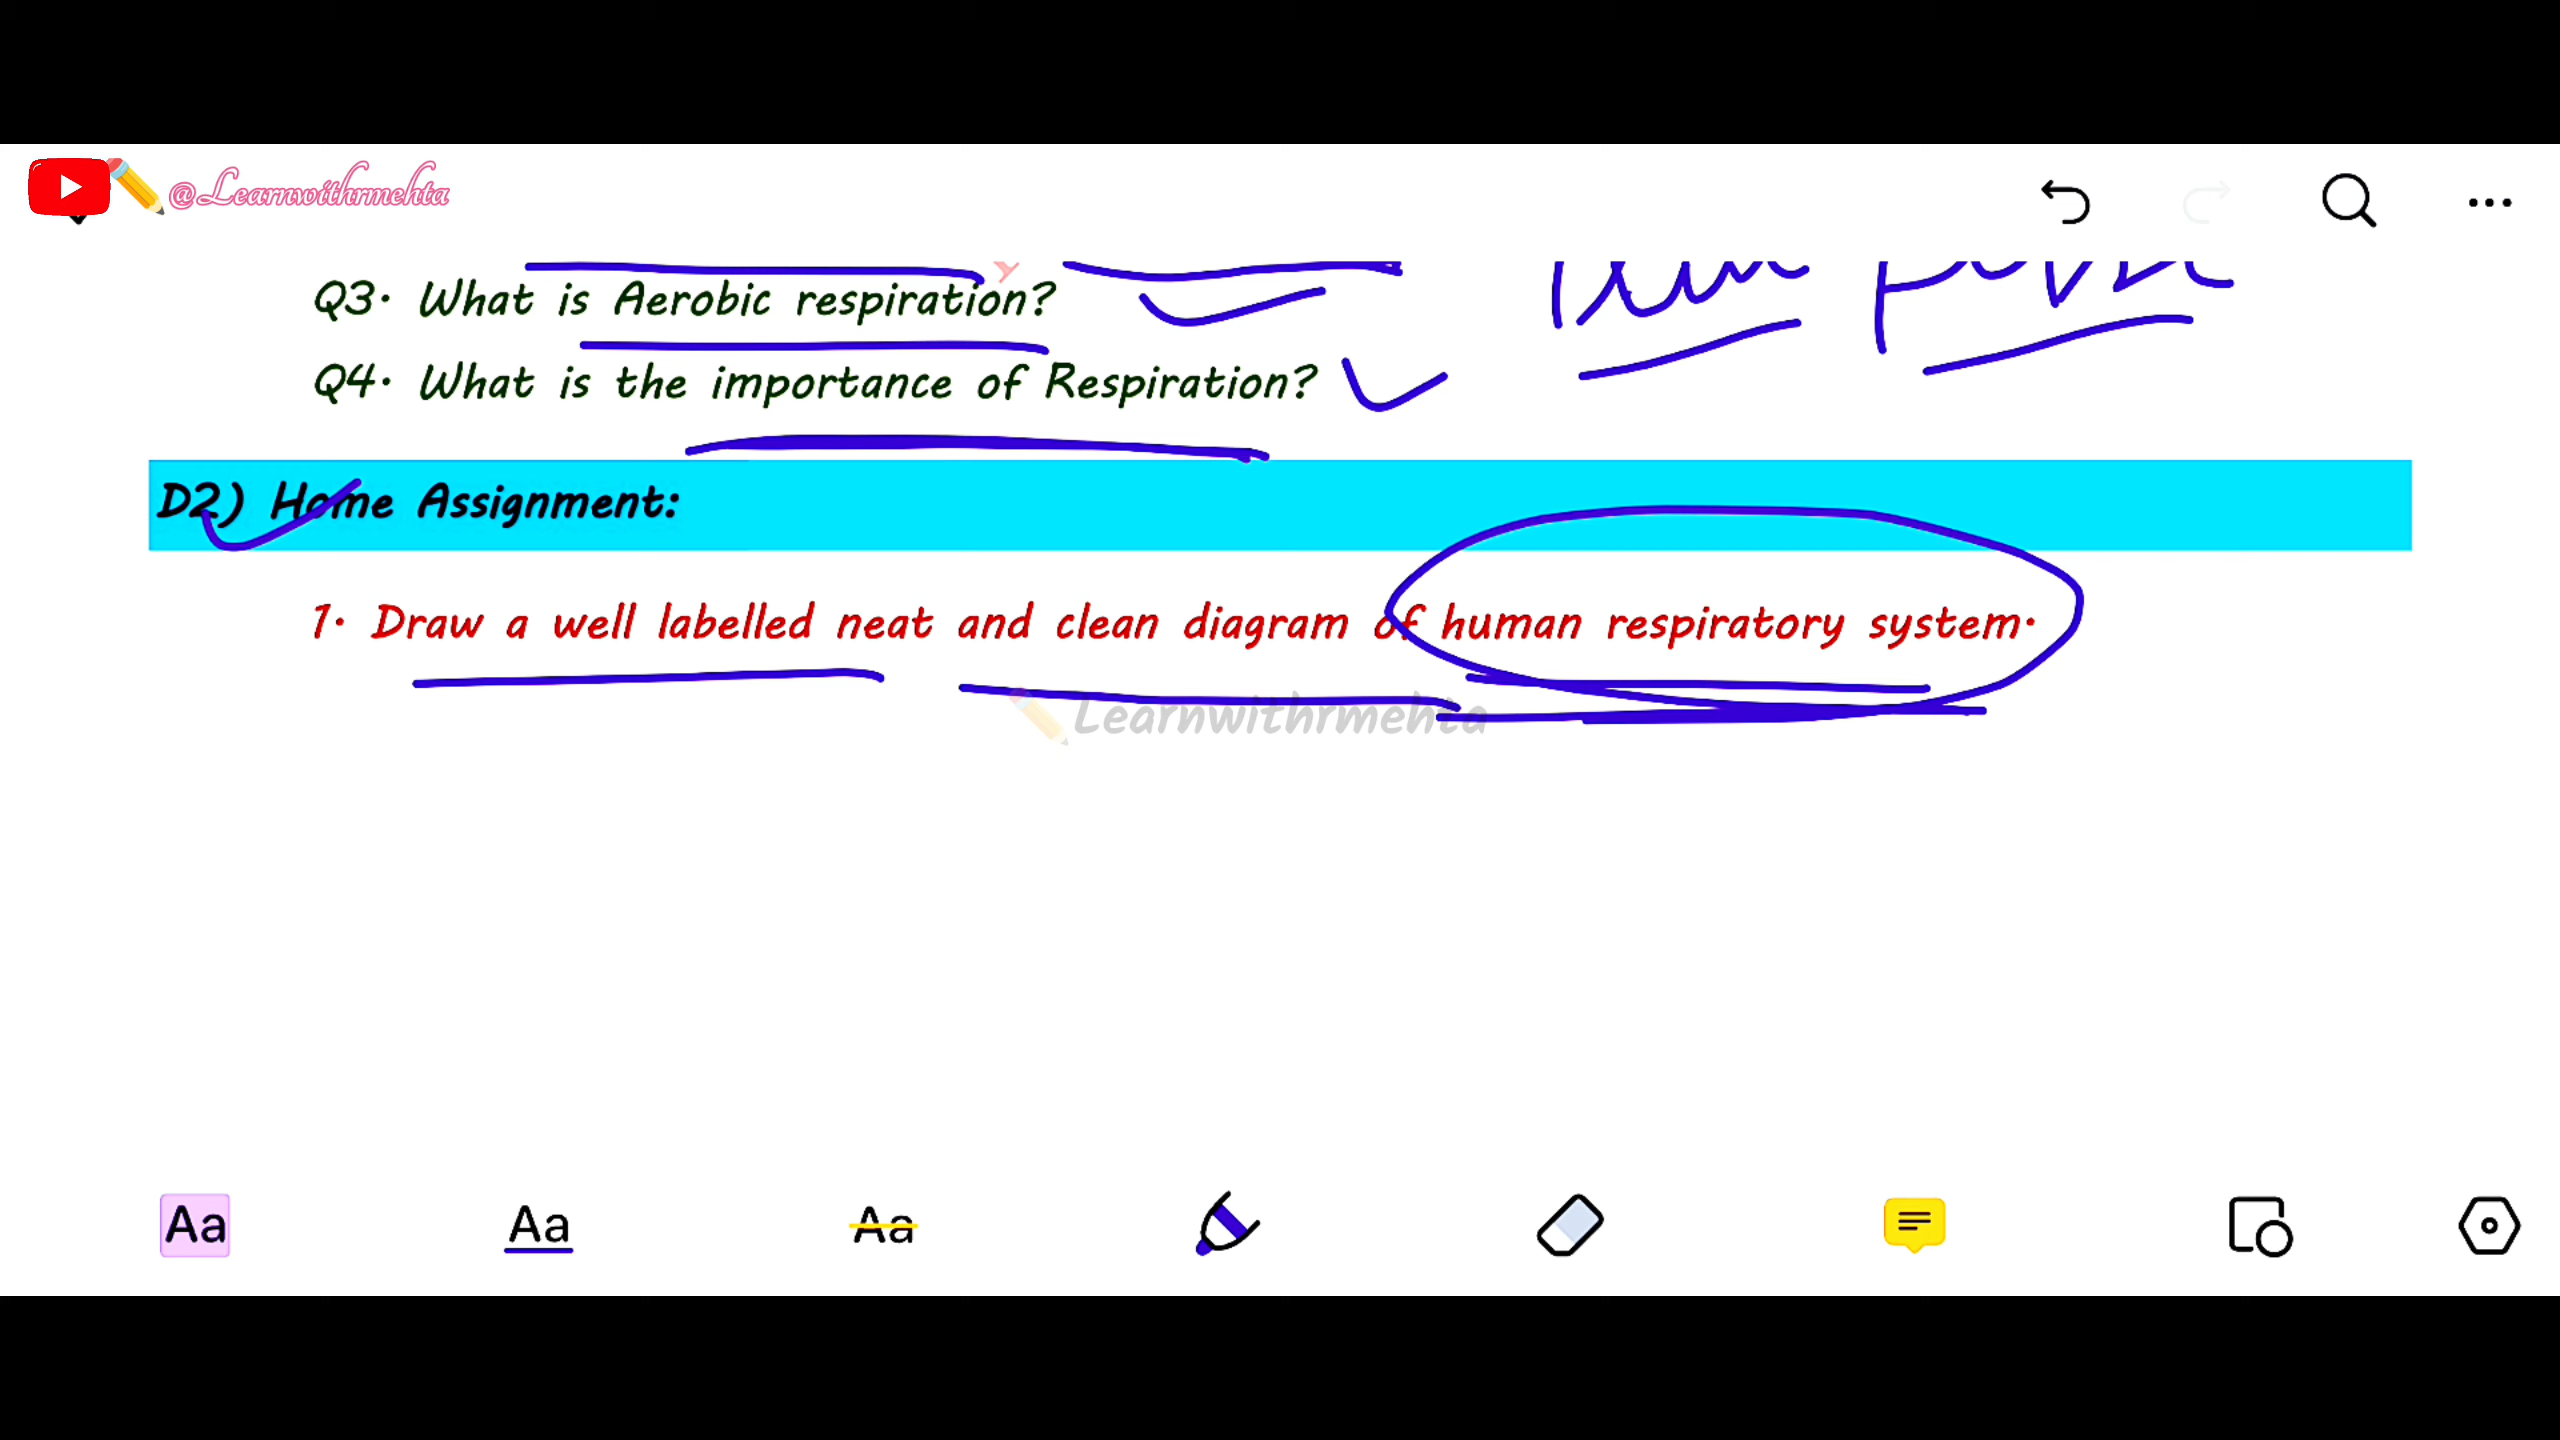 @Learnwithrmehta
Q3. What is Aerobic respiration?
Q4. What is the importance of Respiration?
D2) Home Assignment:
1. Draw a well labelled neat and clean diagram of human respiratory system.
Learnwithrmehta
Aa Aa Aa